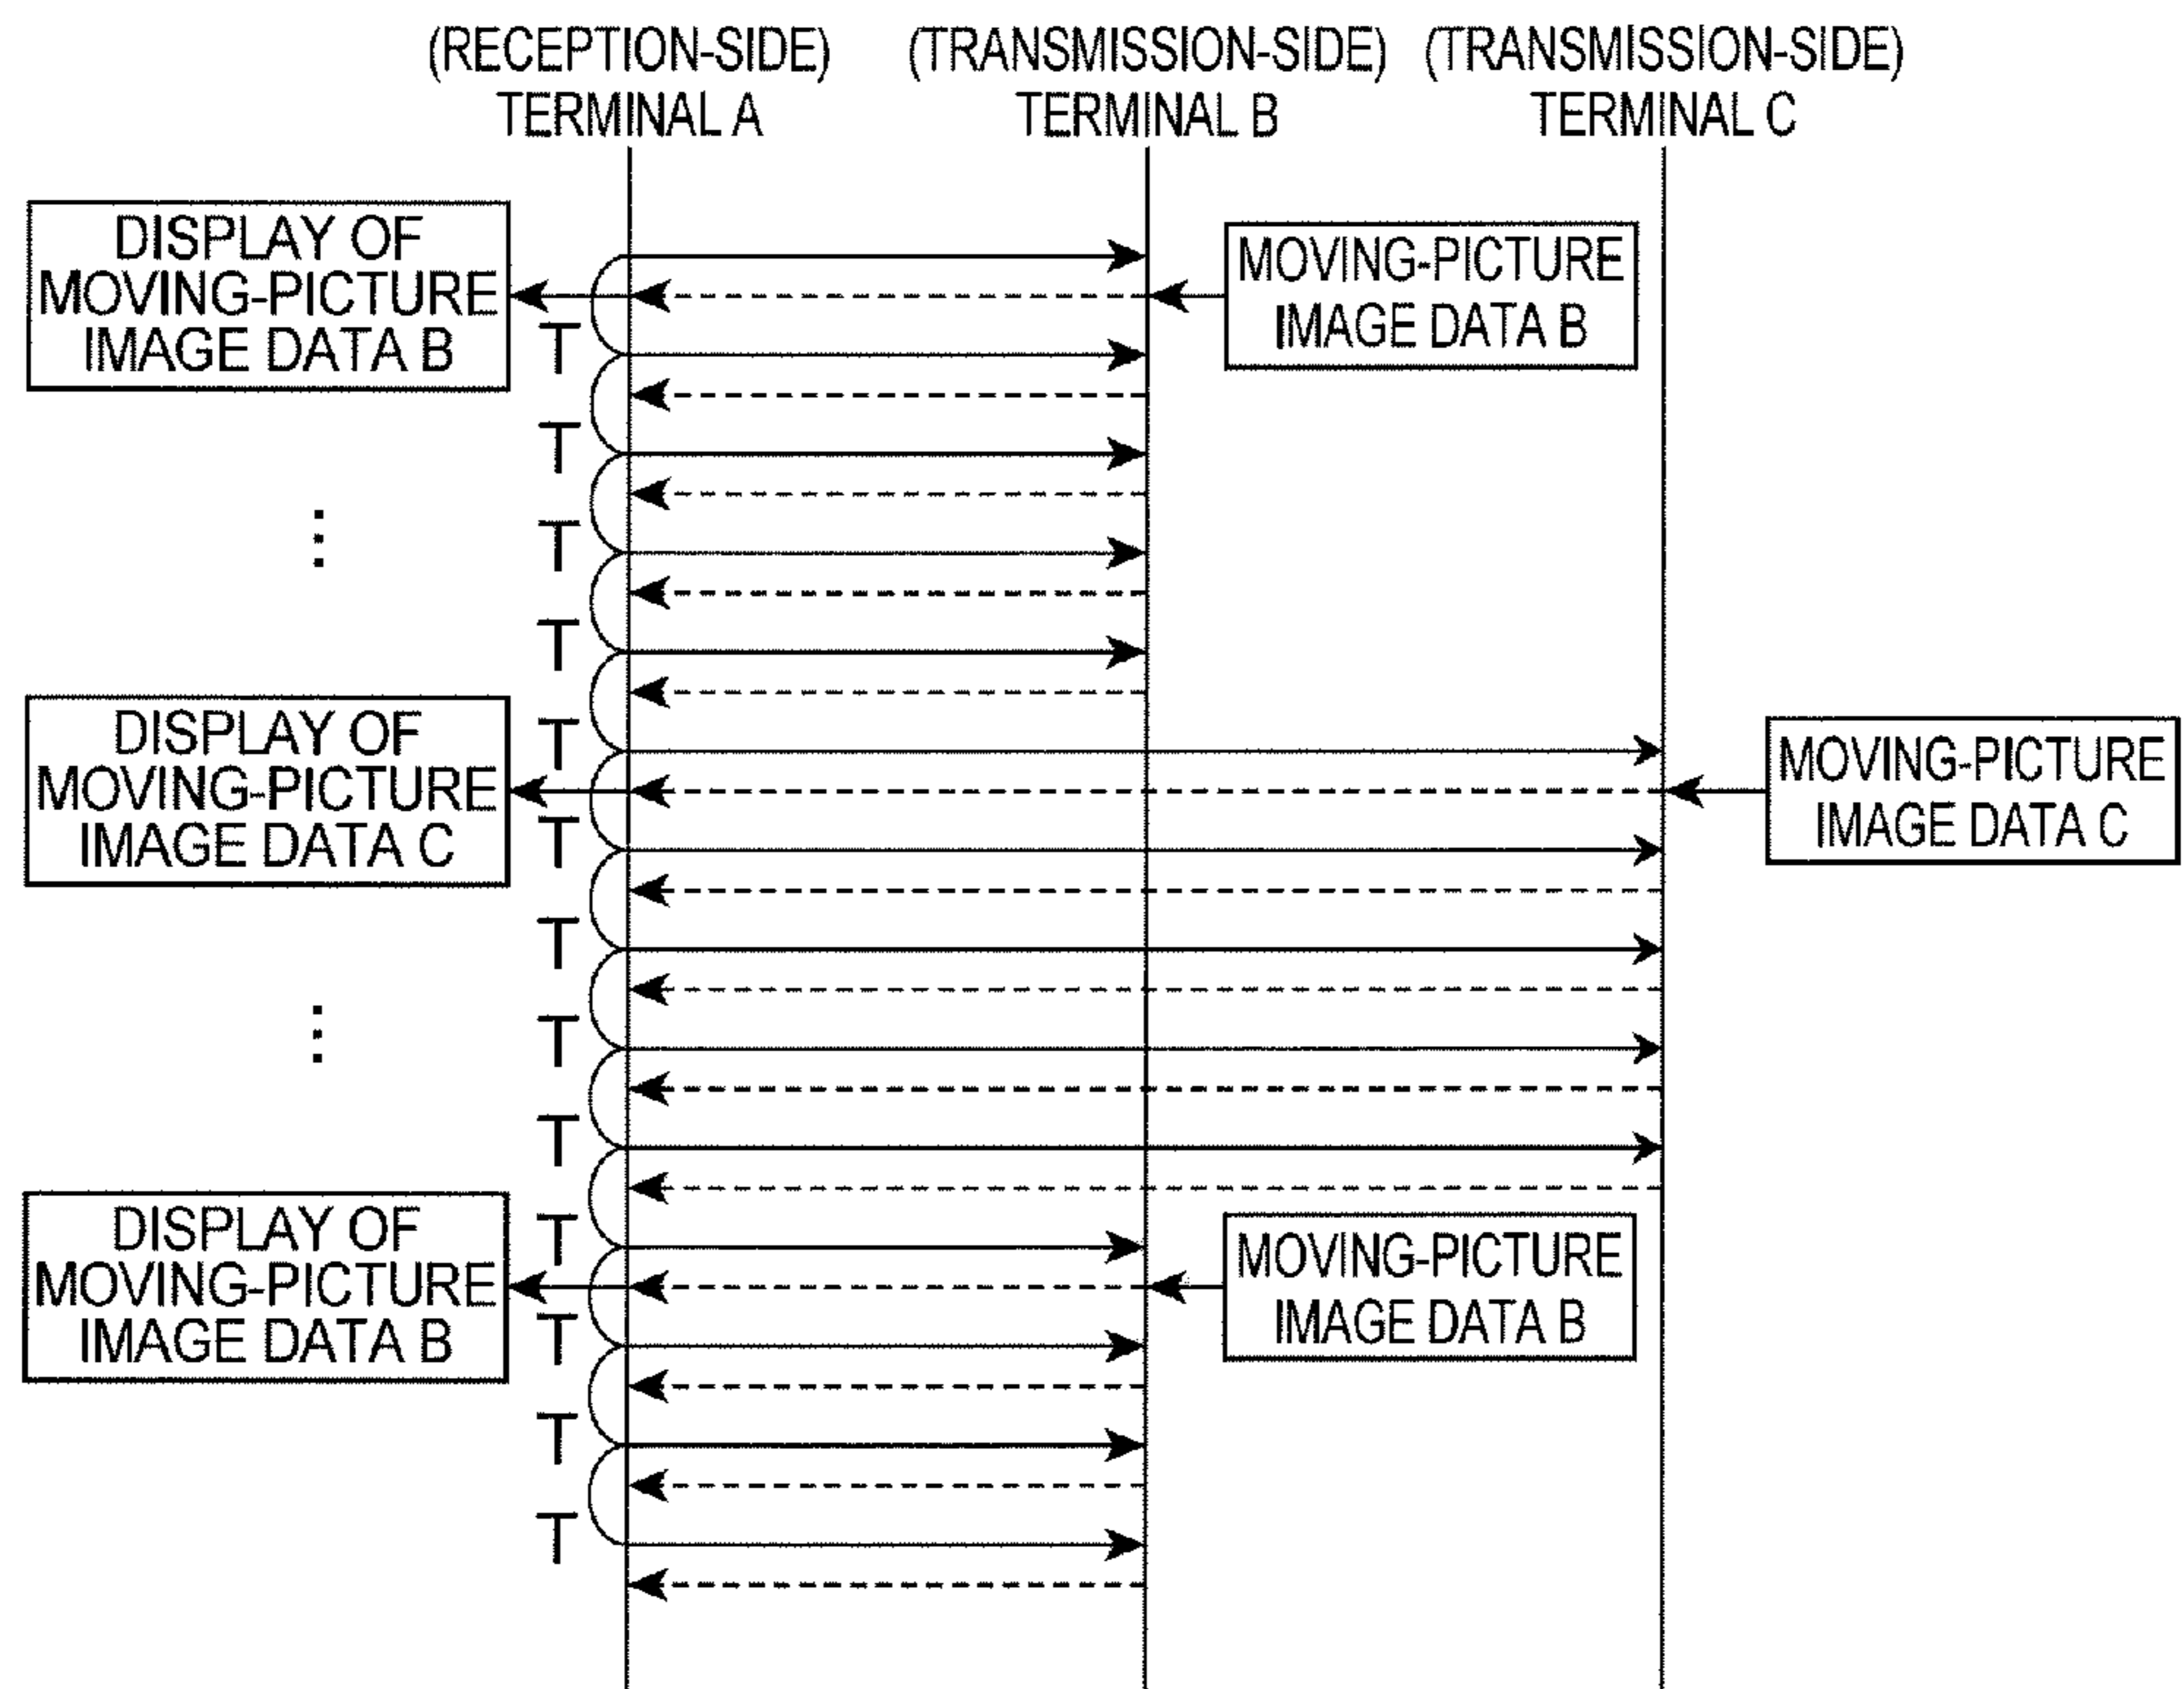 (RECEPTION-SIDE) (TRANSMISSION-SIDE) (TRANSMISSION-SIDE)
TERMINAL A TERMINAL B TERMINAL C
DISPLAY OF
MOVING-PICTURE
IMAGE DATA B
MOVING-PICTURE
IMAGE DATA B
T
T
T
T
T
DISPLAY OF
MOVING-PICTURE
IMAGE DATA C
MOVING-PICTURE
IMAGE DATA C
T
T
T
T
T
DISPLAY OF
MOVING-PICTURE
IMAGE DATA B
MOVING-PICTURE
IMAGE DATA B
T
T
T